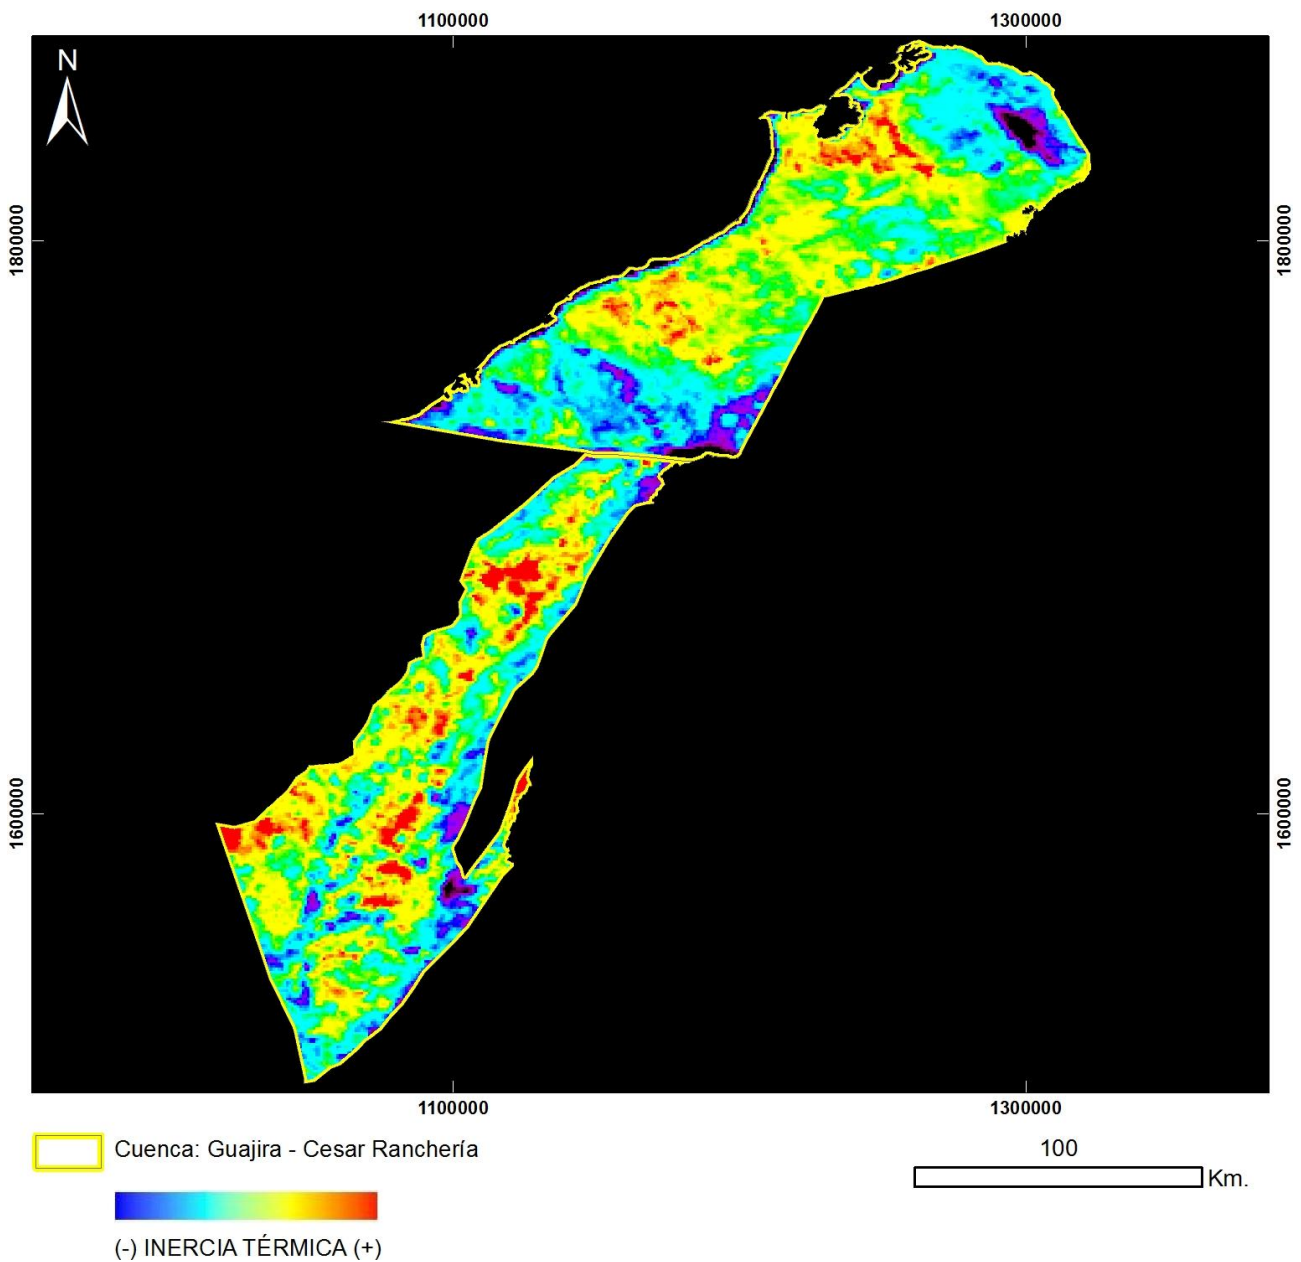 1100000 1300000
N
1800000 1800000
1600000 1600000
1100000 1300000
Cuenca: Guajira - Cesar Ranchería
100
Km.
(-) INERCIA TÉRMICA (+)